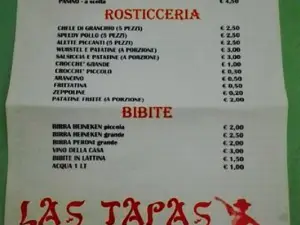 PANINO - a scelta € 4,50
ROSTICCERIA
CHELE DI GRANCHIO (5 PEZZI) € 2,50
SPEEDY POLLO (5 PEZZI) € 2,50
ALETTE PICCANTI (5 PEZZI) € 2,50
WURSTEL E PATATINE (A PORZIONE) € 3,00
SALSICCIA E PATATINE (A PORZIONE) € 3,00
CROCCHE' GRANDE € 1,00
CROCCHE' PICCOLO € 0,50
ARANCINO € 0,50
FRITTATINA € 0,50
ZEPPOLINE € 0,20
PATATINE FRITTE (A PORZIONE) € 2,00
BIBITE
BIRRA HEINEKEN piccola € 2,00
BIRRA HEINEKEN grande € 2,50
BIRRA PERONI grande € 2,00
VINO DELLA CASA € 3,00
BIBITE IN LATTINA € 1,50
ACQUA 1 LT € 1,00
LAS TAPAS